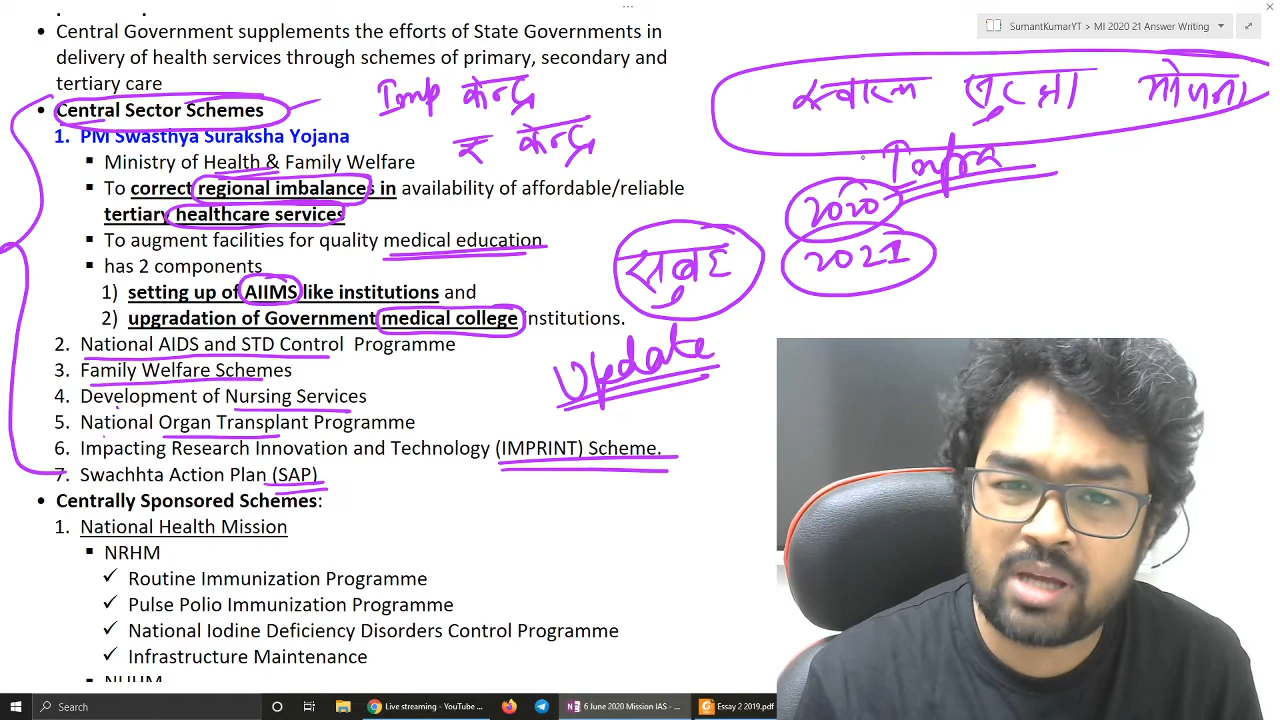 SumantKumarYT > MI 2020 21 Answer Writing
Central Government supplements the efforts of State Governments in
delivery of health services through schemes of primary, secondary and
tertiary care
Imp केन्द्र
₹ केन्द्र
स्वास्थ्य सुरक्षा योजना
Infra
2020
2021
सुबह
Update
• Central Sector Schemes
1. PM Swasthya Suraksha Yojana
▪ Ministry of Health & Family Welfare
▪ To correct regional imbalances in availability of affordable/reliable
tertiary healthcare services
▪ To augment facilities for quality medical education
▪ has 2 components
1) setting up of AIIMS like institutions and
2) upgradation of Government medical college institutions.
2. National AIDS and STD Control Programme
3. Family Welfare Schemes
4. Development of Nursing Services
5. National Organ Transplant Programme
6. Impacting Research Innovation and Technology (IMPRINT) Scheme.
7. Swachhta Action Plan (SAP)
• Centrally Sponsored Schemes:
1. National Health Mission
▪ NRHM
✓ Routine Immunization Programme
✓ Pulse Polio Immunization Programme
✓ National Iodine Deficiency Disorders Control Programme
✓ Infrastructure Maintenance
Search
Live streaming - YouTube ...
6 June 2020 Mission IAS - ...
Essay 2 2019.pdf